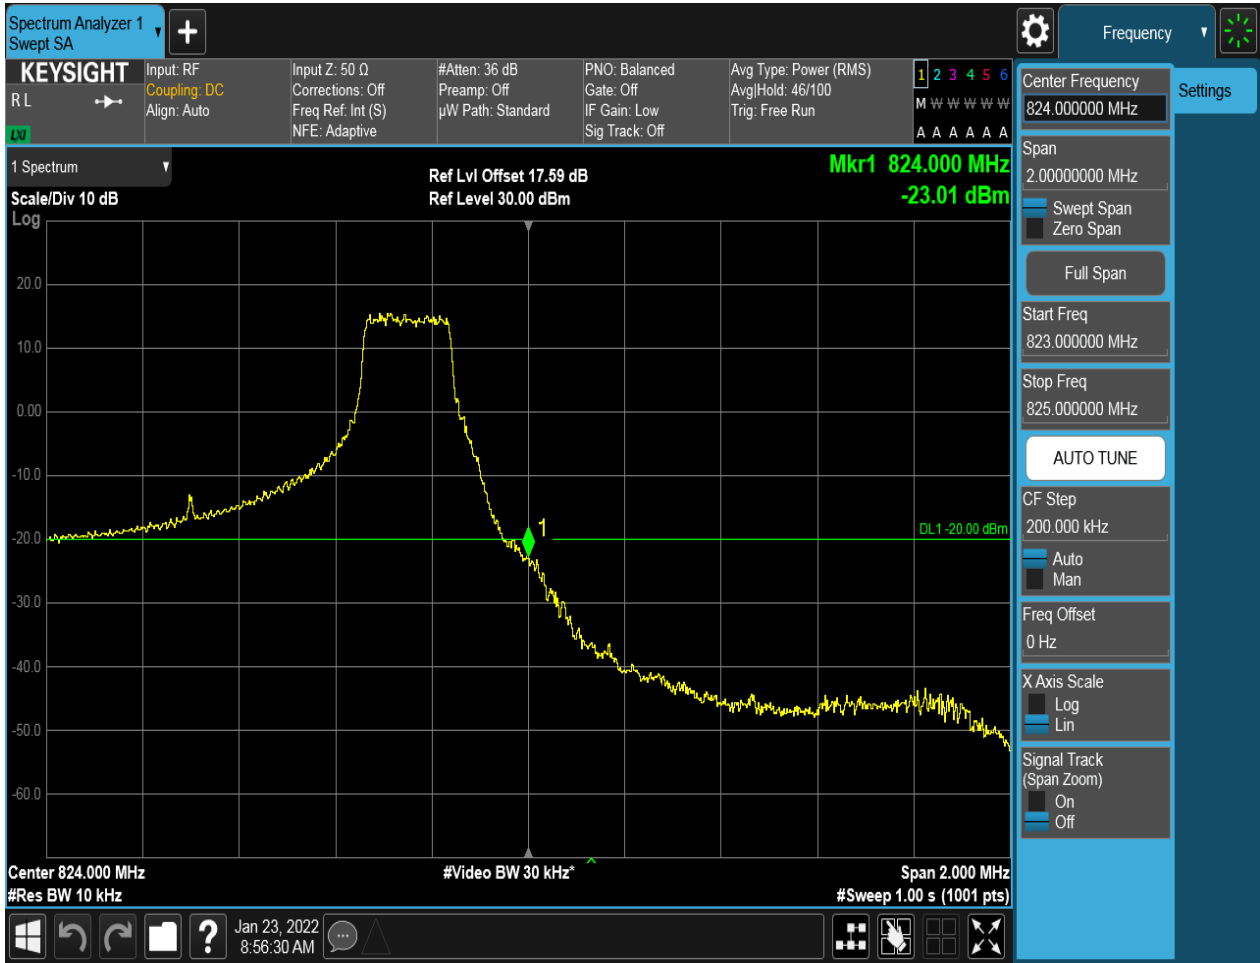 Spectrum Analyzer 1
Swept SA
+
Frequency
KEYSIGHT
R L
LXI
Input: RF
Coupling: DC
Align: Auto
Input Z: 50 Ω
Corrections: Off
Freq Ref: Int (S)
NFE: Adaptive
#Atten: 36 dB
Preamp: Off
µW Path: Standard
PNO: Balanced
Gate: Off
IF Gain: Low
Sig Track: Off
Avg Type: Power (RMS)
Avg|Hold: 46/100
Trig: Free Run
1 2 3 4 5 6
M W W W W W
A A A A A A
1 Spectrum
Scale/Div 10 dB
Log
Ref Lvl Offset 17.59 dB
Ref Level 30.00 dBm
Mkr1 824.000 MHz
-23.01 dBm
20.0
10.0
0.00
-10.0
-20.0
-30.0
-40.0
-50.0
-60.0
1
DL1 -20.00 dBm
Center 824.000 MHz
#Res BW 10 kHz
#Video BW 30 kHz*
Span 2.000 MHz
#Sweep 1.00 s (1001 pts)
Center Frequency
824.000000 MHz
Settings
Span
2.00000000 MHz
Swept Span
Zero Span
Full Span
Start Freq
823.000000 MHz
Stop Freq
825.000000 MHz
AUTO TUNE
CF Step
200.000 kHz
Auto
Man
Freq Offset
0 Hz
X Axis Scale
Log
Lin
Signal Track
(Span Zoom)
On
Off
?
Jan 23, 2022
8:56:30 AM